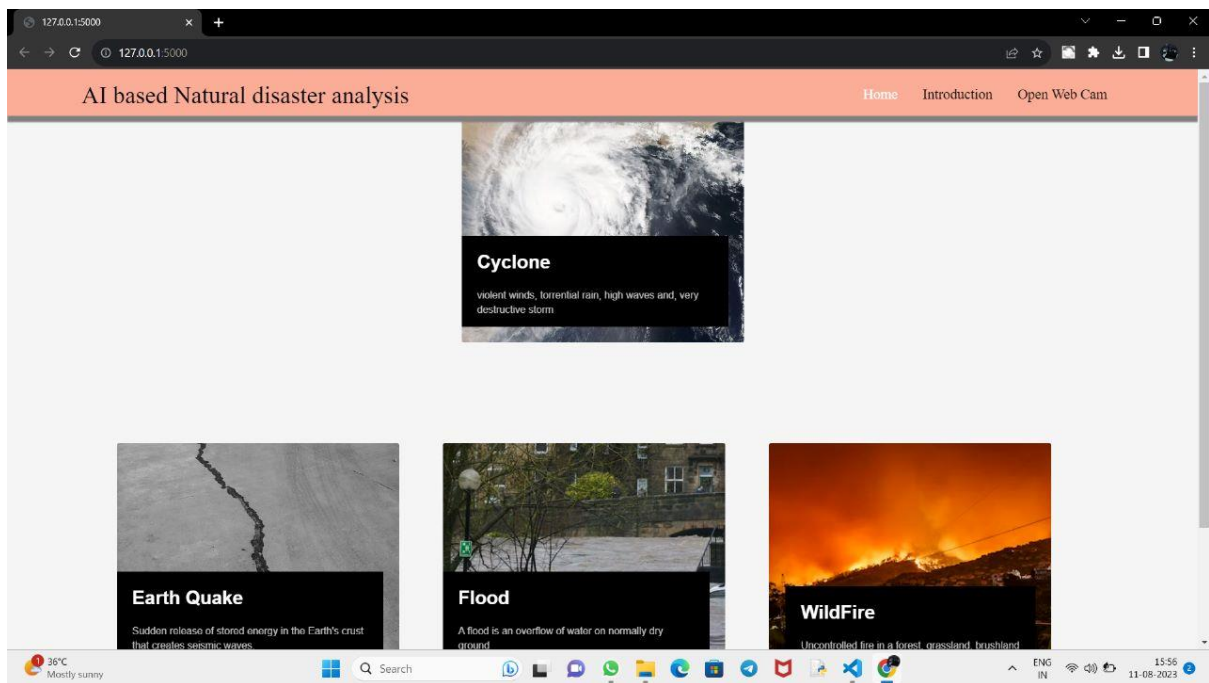 127.0.0.1:5000
127.0.0.1:5000
AI based Natural disaster analysis
Home Introduction Open Web Cam
Cyclone
violent winds, torrential rain, high waves and, very
destructive storm
Earth Quake
Sudden release of stored energy in the Earth's crust
that creates seismic waves.
Flood
A flood is an overflow of water on normally dry
ground
WildFire
Uncontrolled fire in a forest, grassland, brushland
36°C
Mostly sunny
Search
ENG
IN
15:56
11-08-2023
2